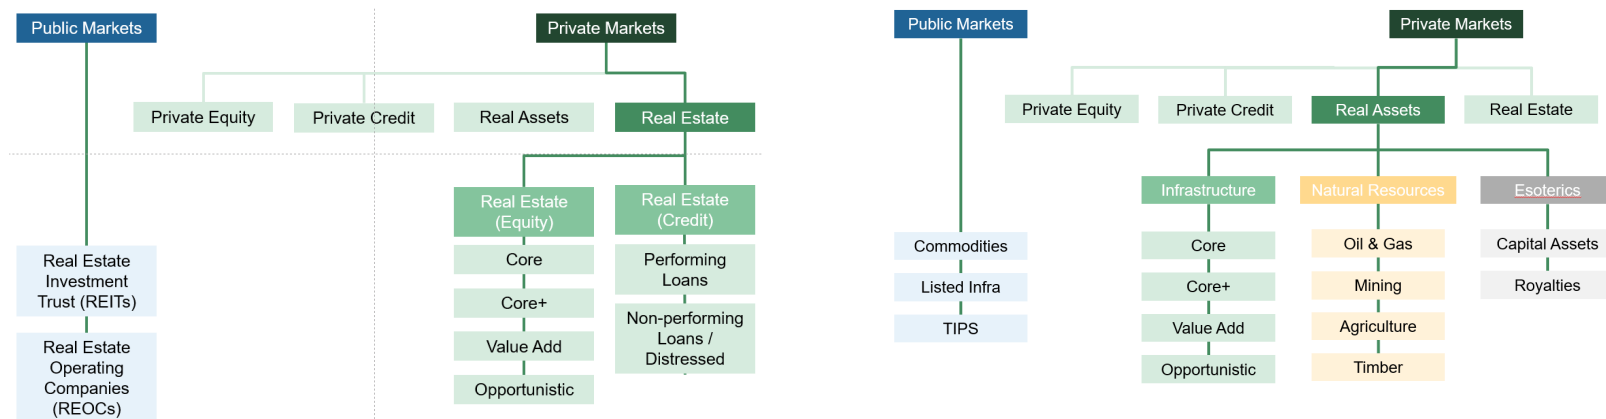 Public Markets
Private Markets
Private Equity
Private Credit
Real Assets
Real Estate
Real Estate
(Equity)
Real Estate
(Credit)
Real Estate
Investment
Trust (REITs)
Real Estate
Operating
Companies
(REOCs)
Core
Core+
Value Add
Opportunistic
Performing
Loans
Non-performing
Loans /
Distressed
Public Markets
Private Markets
Private Equity
Private Credit
Real Assets
Real Estate
Infrastructure
Natural Resources
Esoterics
Commodities
Listed Infra
TIPS
Core
Core+
Value Add
Opportunistic
Oil & Gas
Mining
Agriculture
Timber
Capital Assets
Royalties